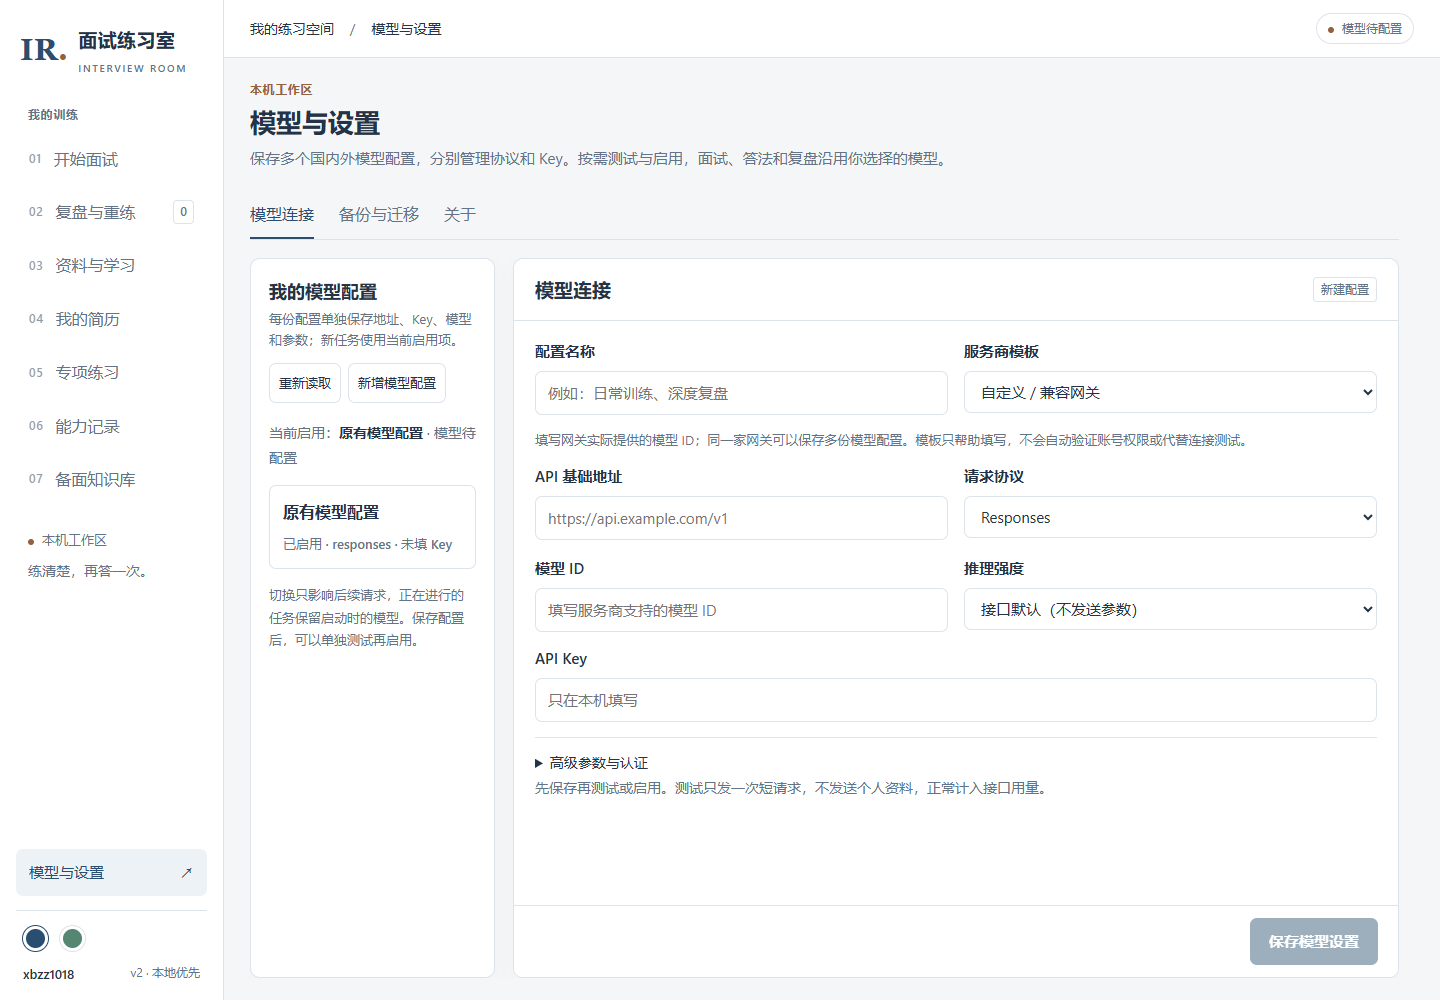 IR.
面试练习室
INTERVIEW ROOM
我的训练
01 开始面试
02 复盘与重练 0
03 资料与学习
04 我的简历
05 专项练习
06 能力记录
07 备面知识库
本机工作区
练清楚，再答一次。
模型与设置 ↗
xbzz1018 v2 · 本地优先
我的练习空间 / 模型与设置
模型待配置
本机工作区
模型与设置
保存多个国内外模型配置，分别管理协议和 Key。按需测试与启用，面试、答法和复盘沿用你选择的模型。
模型连接 备份与迁移 关于
我的模型配置
每份配置单独保存地址、Key、模型
和参数；新任务使用当前启用项。
重新读取 新增模型配置
当前启用：原有模型配置 · 模型待
配置
原有模型配置
已启用 · responses · 未填 Key
切换只影响后续请求，正在进行的
任务保留启动时的模型。保存配置
后，可以单独测试再启用。
模型连接 新建配置
配置名称 服务商模板
例如：日常训练、深度复盘 自定义 / 兼容网关
填写网关实际提供的模型 ID；同一家网关可以保存多份模型配置。模板只帮助填写，不会自动验证账号权限或代替连接测试。
API 基础地址 请求协议
https://api.example.com/v1 Responses
模型 ID 推理强度
填写服务商支持的模型 ID 接口默认（不发送参数）
API Key
只在本机填写
▶ 高级参数与认证
先保存再测试或启用。测试只发一次短请求，不发送个人资料，正常计入接口用量。
保存模型设置